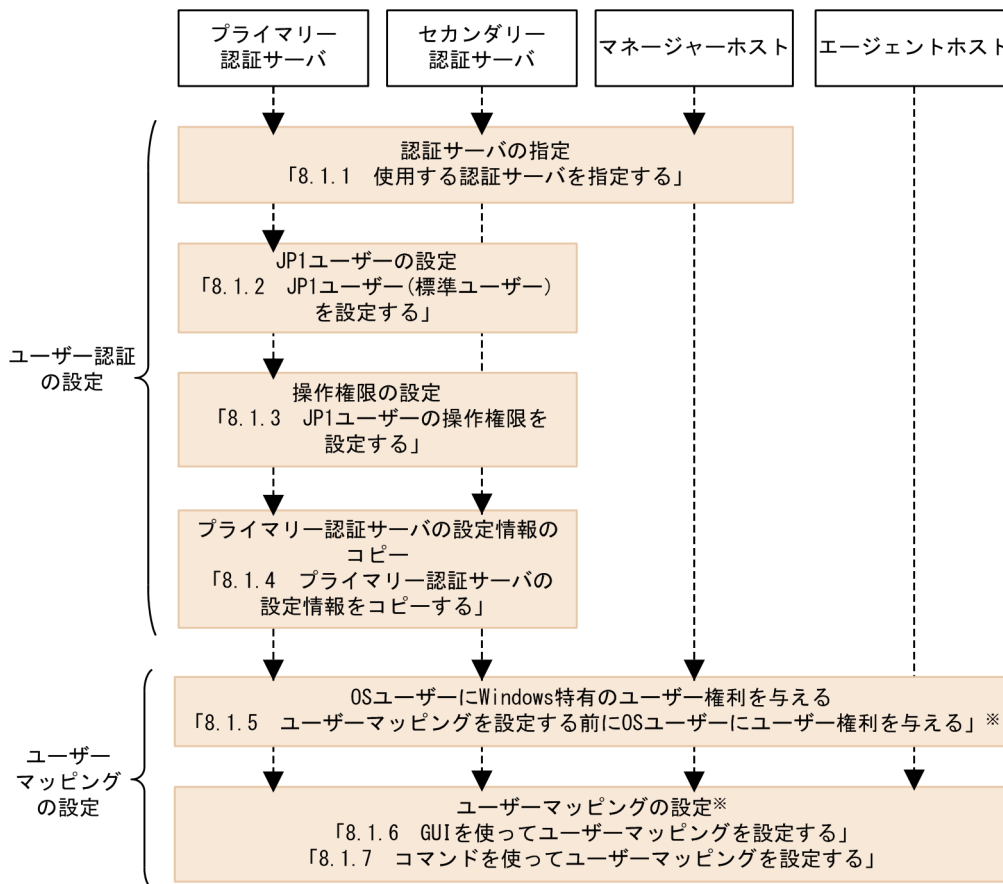 プライマリー
認証サーバ
セカンダリー
認証サーバ
マネージャーホスト
エージェントホスト
認証サーバの指定
「8.1.1　使用する認証サーバを指定する」
JP1ユーザーの設定
「8.1.2　JP1ユーザー(標準ユーザー)
を設定する」
ユーザー認証
の設定
操作権限の設定
「8.1.3　JP1ユーザーの操作権限を
設定する」
プライマリー認証サーバの設定情報の
コピー
「8.1.4　プライマリー認証サーバの
設定情報をコピーする」
OSユーザーにWindows特有のユーザー権利を与える
「8.1.5　ユーザーマッピングを設定する前にOSユーザーにユーザー権利を与える」※
ユーザー
マッピング
の設定
ユーザーマッピングの設定※
「8.1.6　GUIを使ってユーザーマッピングを設定する」
「8.1.7　コマンドを使ってユーザーマッピングを設定する」